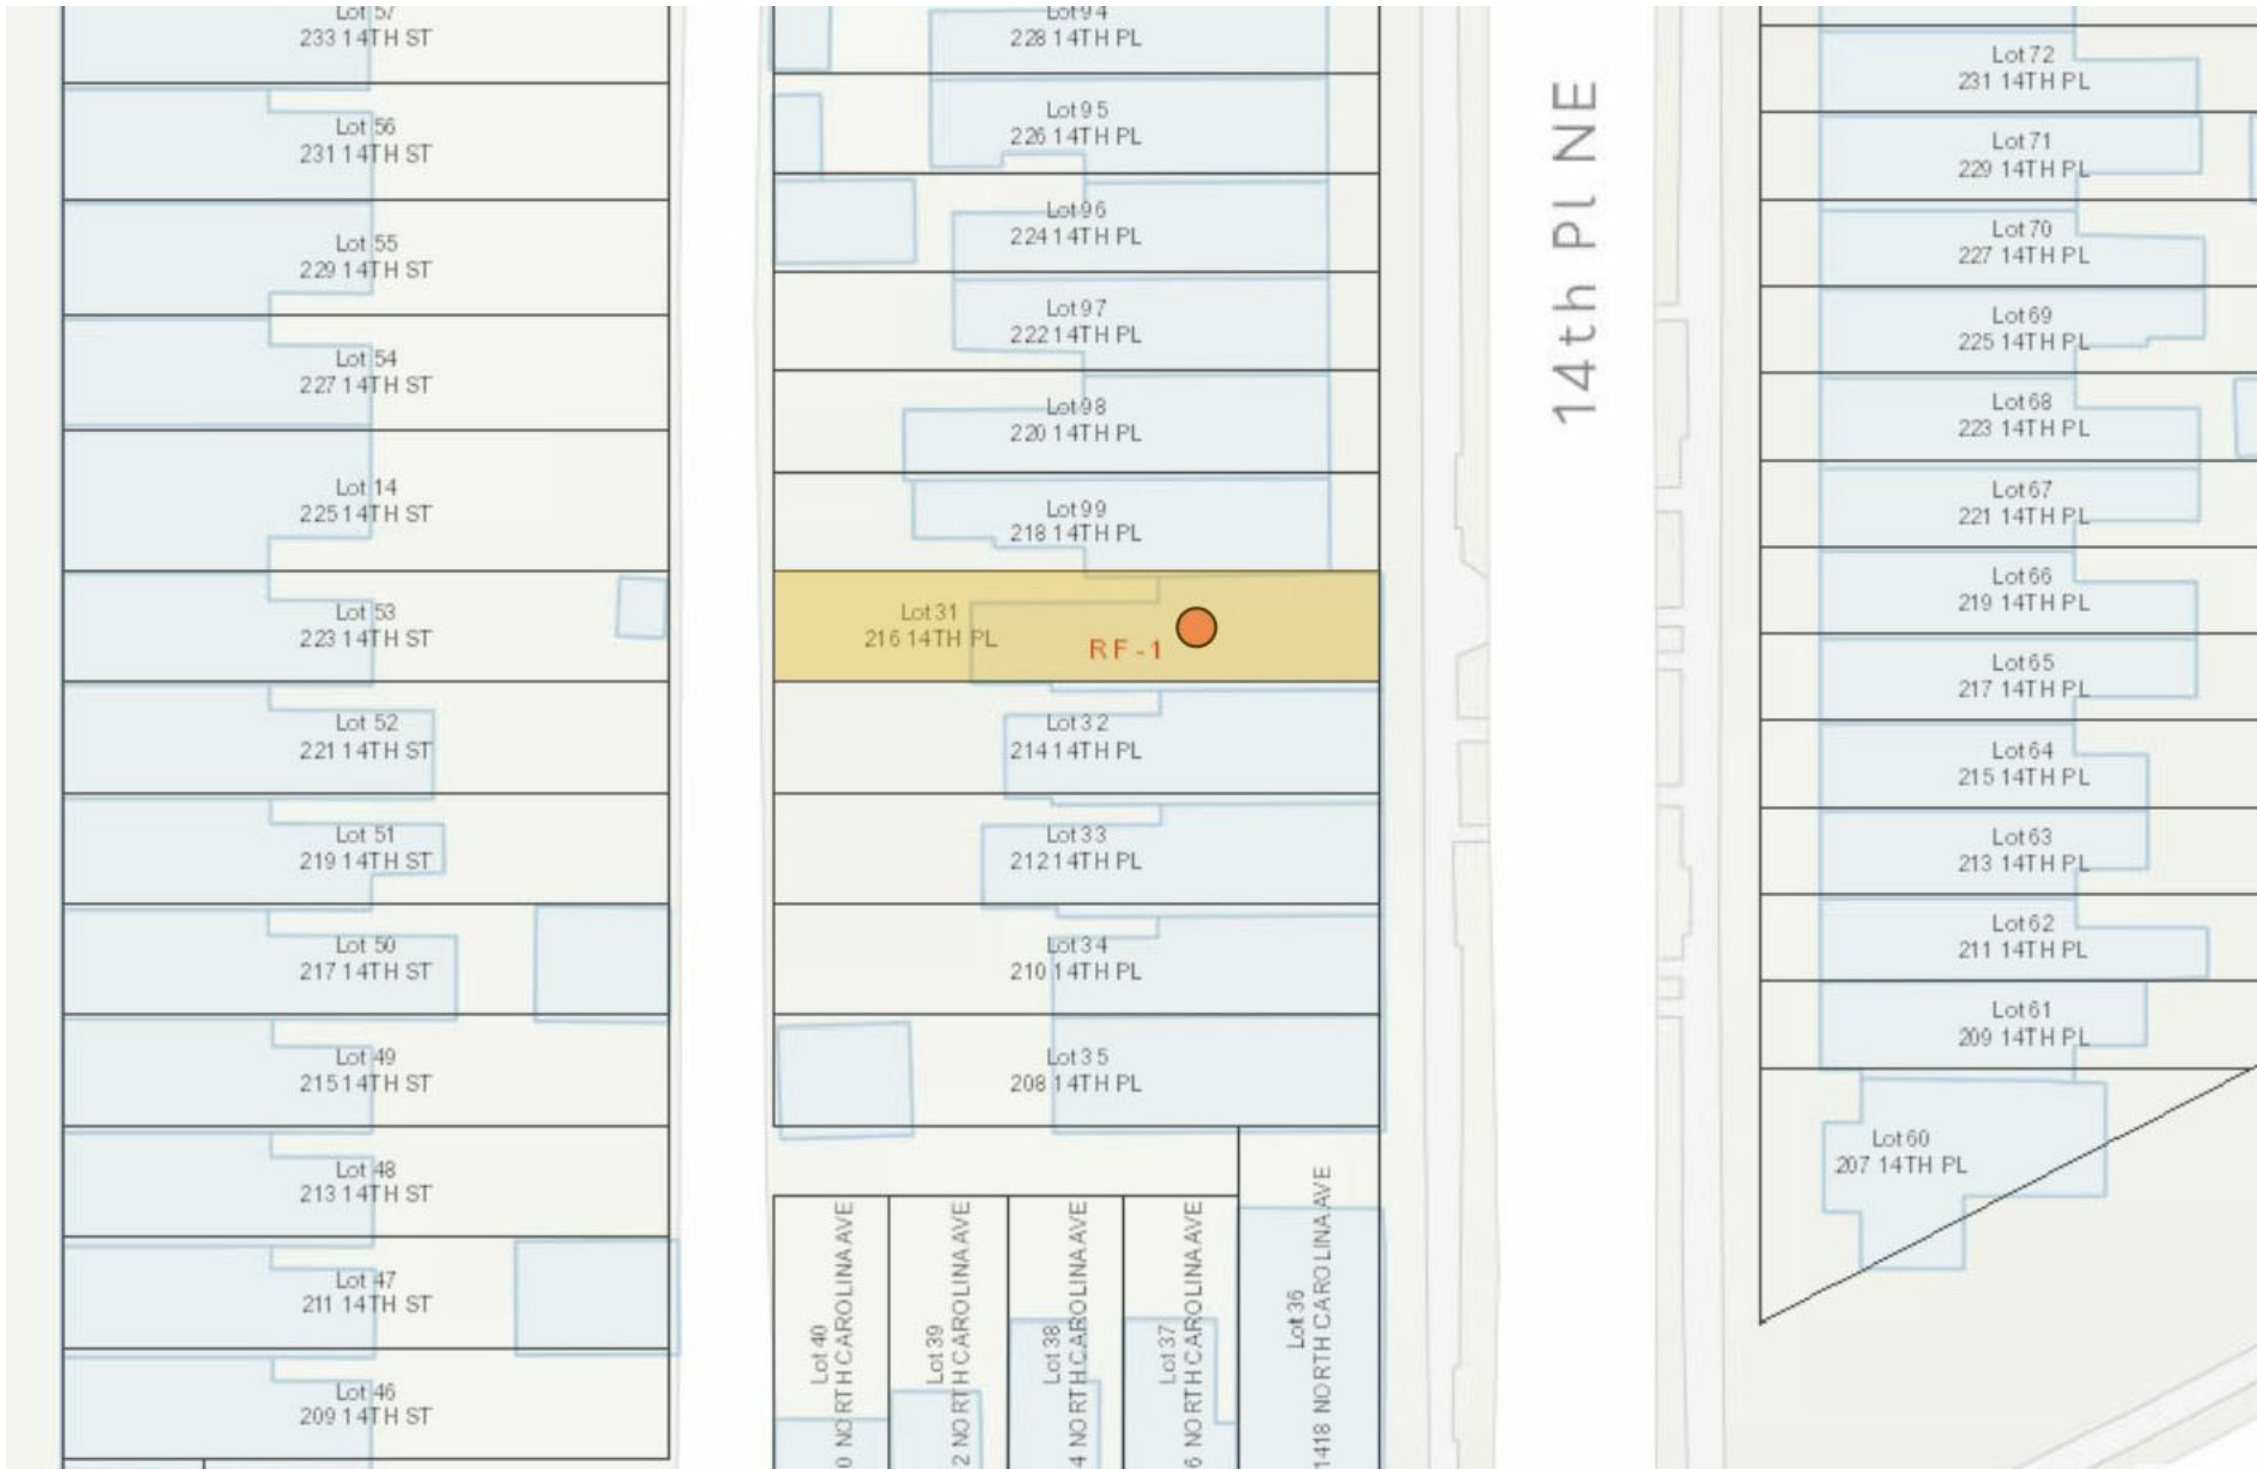 Lot 57
233 14TH ST
Lot 56
231 14TH ST
Lot 55
229 14TH ST
Lot 54
227 14TH ST
Lot 14
225 14TH ST
Lot 53
223 14TH ST
Lot 52
221 14TH ST
Lot 51
219 14TH ST
Lot 50
217 14TH ST
Lot 49
215 14TH ST
Lot 48
213 14TH ST
Lot 47
211 14TH ST
Lot 46
209 14TH ST
Lot 94
228 14TH PL
Lot 95
226 14TH PL
Lot 96
224 14TH PL
Lot 97
222 14TH PL
Lot 98
220 14TH PL
Lot 99
218 14TH PL
Lot 31
216 14TH PL
RF-1
Lot 32
214 14TH PL
Lot 33
212 14TH PL
Lot 34
210 14TH PL
Lot 35
208 14TH PL
Lot 40
0 NORTH CAROLINA AVE
Lot 39
2 NORTH CAROLINA AVE
Lot 38
4 NORTH CAROLINA AVE
Lot 37
6 NORTH CAROLINA AVE
Lot 36
1418 NORTH CAROLINA AVE
14th Pl NE
Lot 72
231 14TH PL
Lot 71
229 14TH PL
Lot 70
227 14TH PL
Lot 69
225 14TH PL
Lot 68
223 14TH PL
Lot 67
221 14TH PL
Lot 66
219 14TH PL
Lot 65
217 14TH PL
Lot 64
215 14TH PL
Lot 63
213 14TH PL
Lot 62
211 14TH PL
Lot 61
209 14TH PL
Lot 60
207 14TH PL